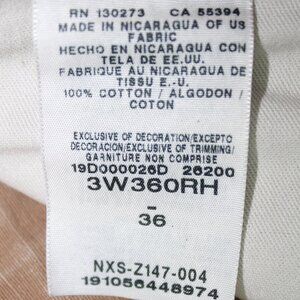 RN 130273 CA 55394
MADE IN NICARAGUA OF US
FABRIC
HECHO EN NICARAGUA CON
TELA DE EE.UU.
FABRIQUE AU NICARAGUA DE
TISSU E.-U.
100% COTTON / ALGODON /
COTON
EXCLUSIVE OF DECORATION/EXCEPTO
DECORACION/EXCLUSIVE OF TRIMMING/
GARNITURE NON COMPRISE
19D000026D 26200
3W360RH
-
36
NXS-Z147-004
191056448974